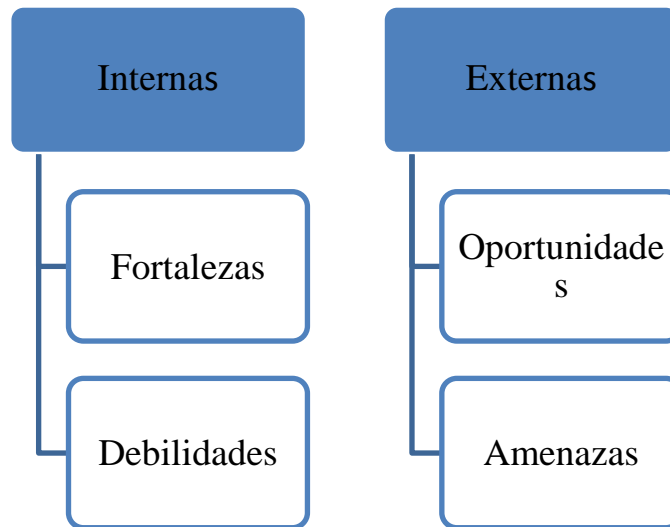 Internas
Fortalezas
Debilidades
Externas
Oportunidade
s
Amenazas